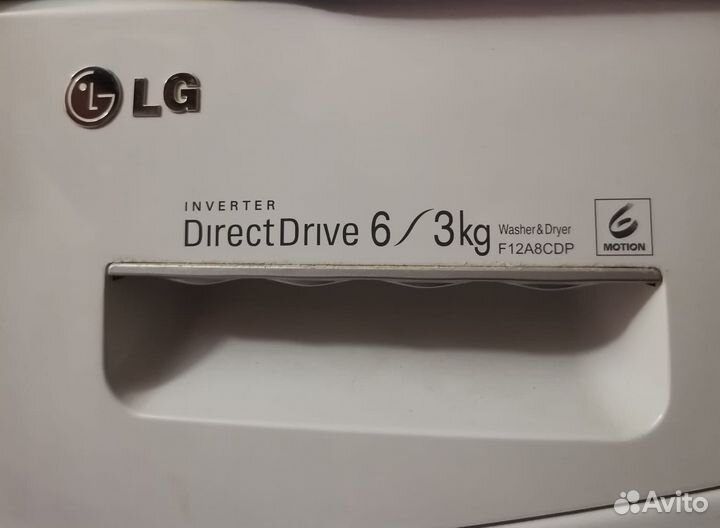 LG
INVERTER
DirectDrive 6/3kg Washer&Dryer
F12A8CDP
6
MOTION
Avito